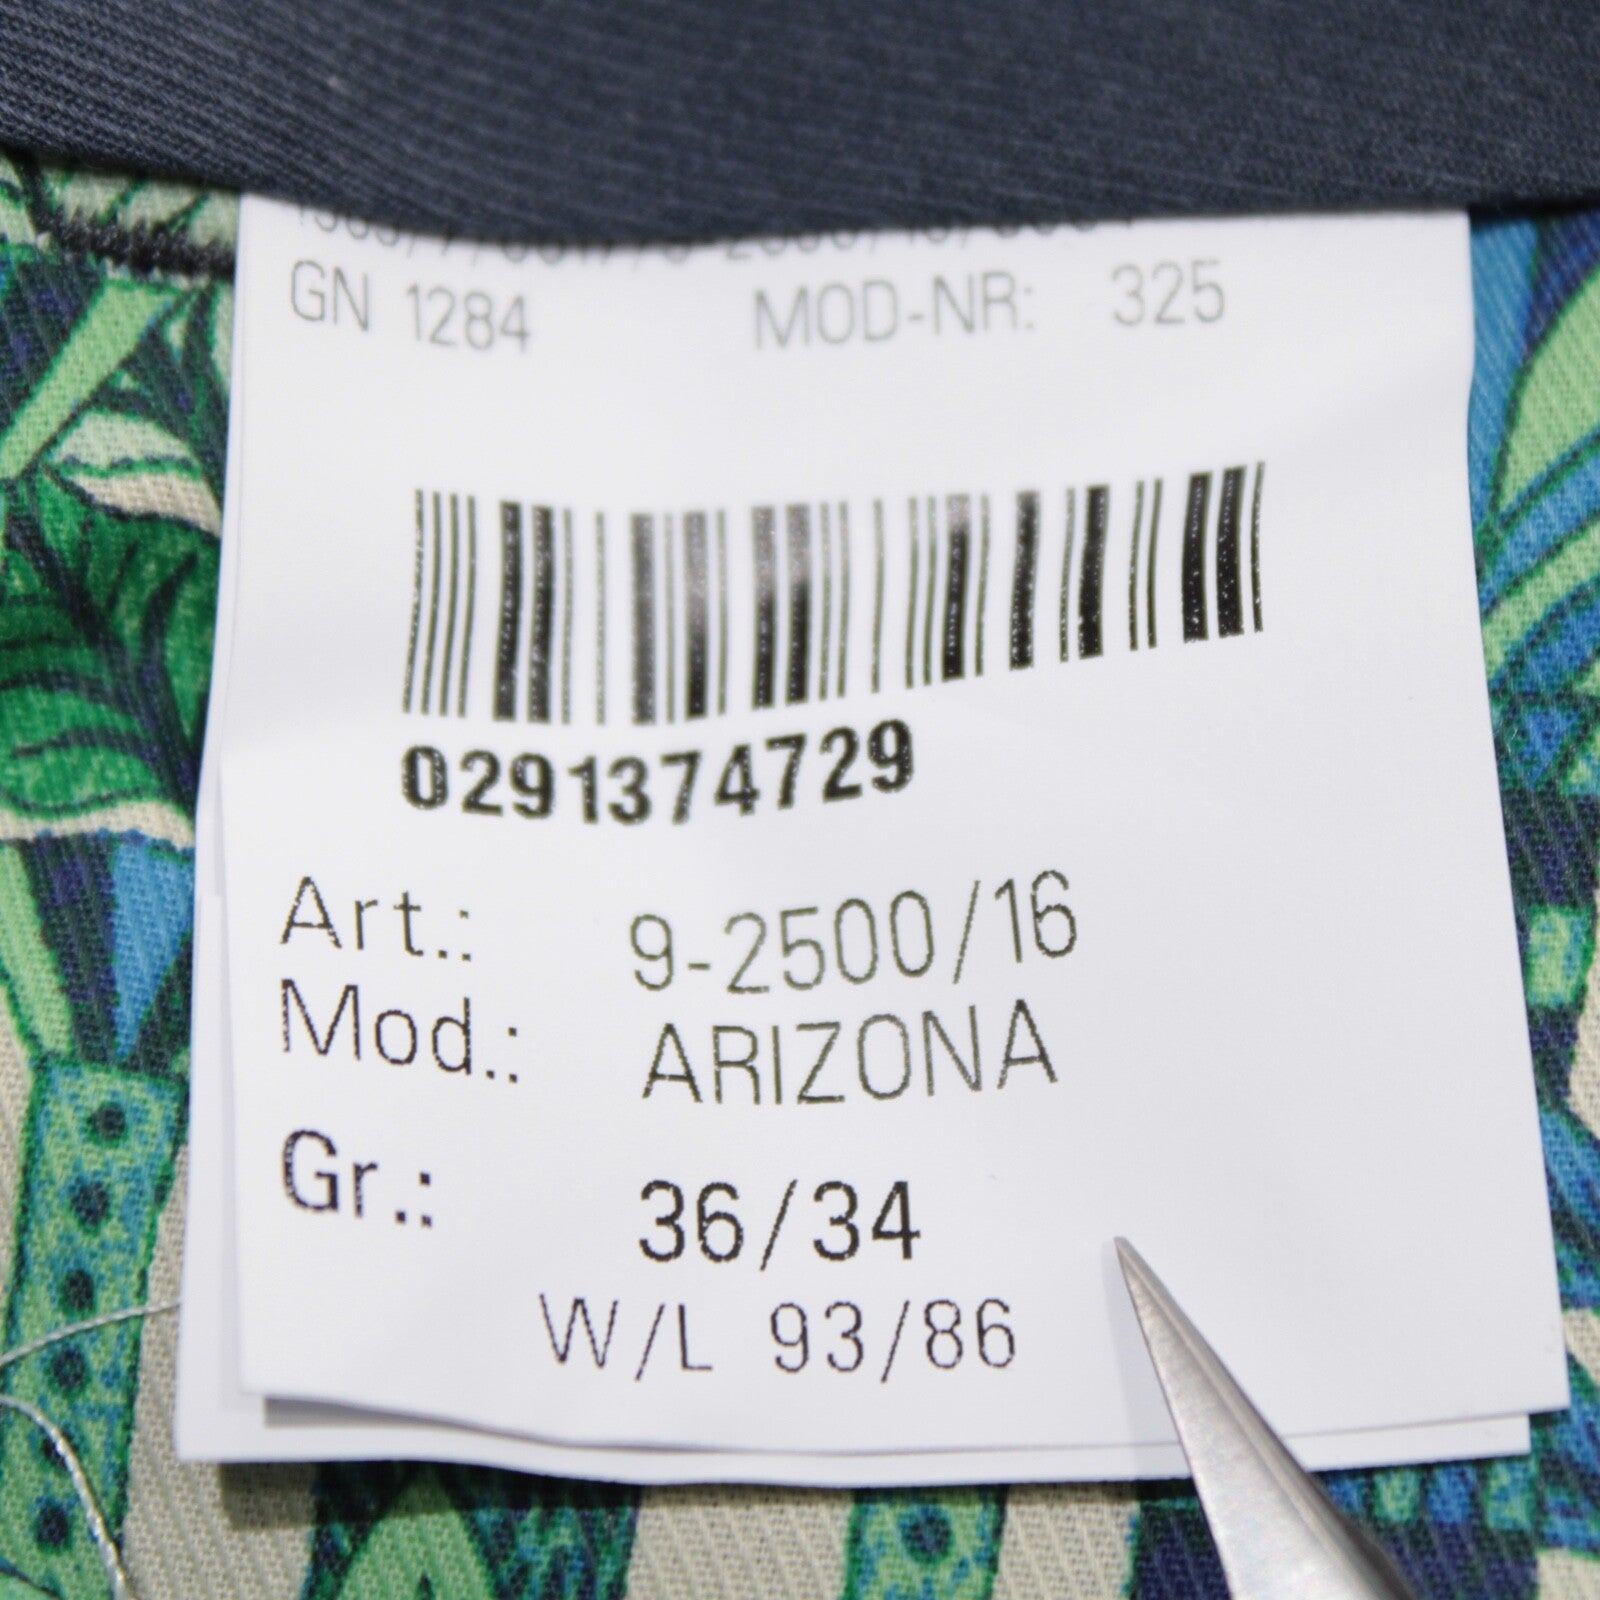 GN 1284 MOD-NR: 325
0291374729
Art.: 9-2500/16
Mod.: ARIZONA
Gr.: 36/34
W/L 93/86